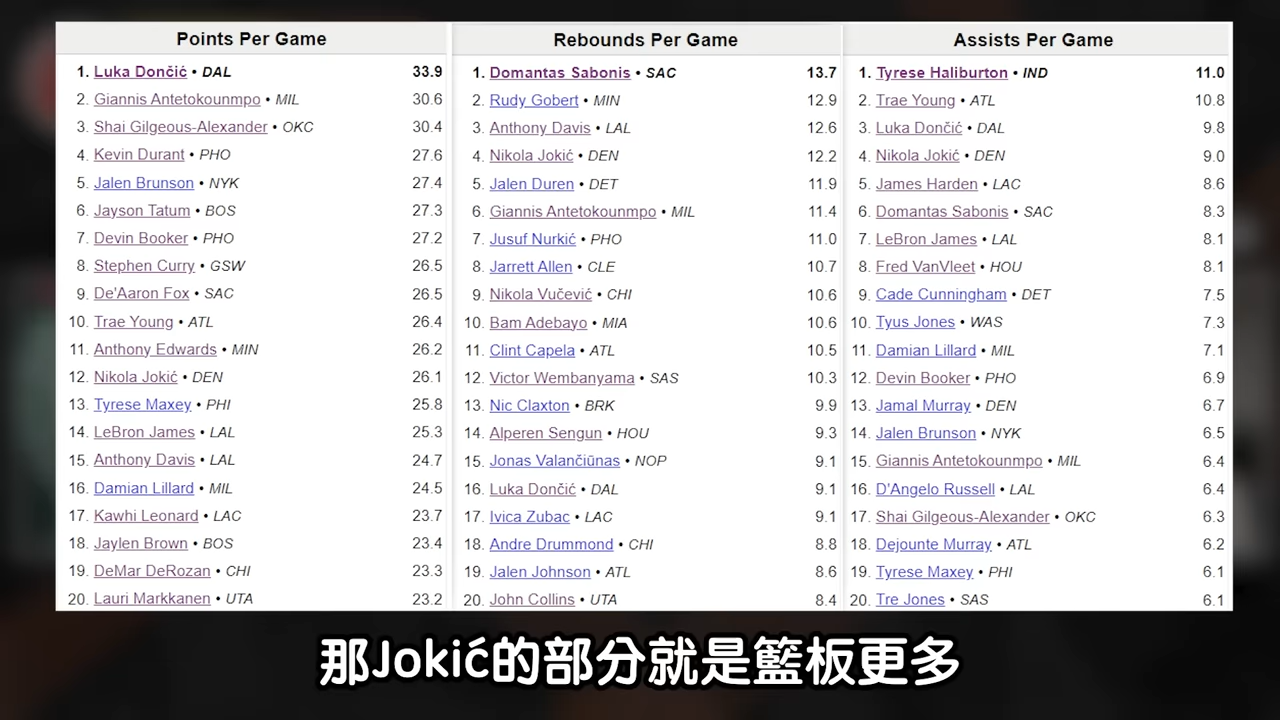 Points Per Game
1. Luka Dončić • DAL 33.9
2. Giannis Antetokounmpo • MIL 30.6
3. Shai Gilgeous-Alexander • OKC 30.4
4. Kevin Durant • PHO 27.6
5. Jalen Brunson • NYK 27.4
6. Jayson Tatum • BOS 27.3
7. Devin Booker • PHO 27.2
8. Stephen Curry • GSW 26.5
9. De'Aaron Fox • SAC 26.5
10. Trae Young • ATL 26.4
11. Anthony Edwards • MIN 26.2
12. Nikola Jokić • DEN 26.1
13. Tyrese Maxey • PHI 25.8
14. LeBron James • LAL 25.3
15. Anthony Davis • LAL 24.7
16. Damian Lillard • MIL 24.5
17. Kawhi Leonard • LAC 23.7
18. Jaylen Brown • BOS 23.4
19. DeMar DeRozan • CHI 23.3
20. Lauri Markkanen • UTA 23.2
Rebounds Per Game
1. Domantas Sabonis • SAC 13.7
2. Rudy Gobert • MIN 12.9
3. Anthony Davis • LAL 12.6
4. Nikola Jokić • DEN 12.2
5. Jalen Duren • DET 11.9
6. Giannis Antetokounmpo • MIL 11.4
7. Jusuf Nurkić • PHO 11.0
8. Jarrett Allen • CLE 10.7
9. Nikola Vučević • CHI 10.6
10. Bam Adebayo • MIA 10.6
11. Clint Capela • ATL 10.5
12. Victor Wembanyama • SAS 10.3
13. Nic Claxton • BRK 9.9
14. Alperen Sengun • HOU 9.3
15. Jonas Valančiūnas • NOP 9.1
16. Luka Dončić • DAL 9.1
17. Ivica Zubac • LAC 9.1
18. Andre Drummond • CHI 8.8
19. Jalen Johnson • ATL 8.6
20. John Collins • UTA 8.4
Assists Per Game
1. Tyrese Haliburton • IND 11.0
2. Trae Young • ATL 10.8
3. Luka Dončić • DAL 9.8
4. Nikola Jokić • DEN 9.0
5. James Harden • LAC 8.6
6. Domantas Sabonis • SAC 8.3
7. LeBron James • LAL 8.1
8. Fred VanVleet • HOU 8.1
9. Cade Cunningham • DET 7.5
10. Tyus Jones • WAS 7.3
11. Damian Lillard • MIL 7.1
12. Devin Booker • PHO 6.9
13. Jamal Murray • DEN 6.7
14. Jalen Brunson • NYK 6.5
15. Giannis Antetokounmpo • MIL 6.4
16. D'Angelo Russell • LAL 6.4
17. Shai Gilgeous-Alexander • OKC 6.3
18. Dejounte Murray • ATL 6.2
19. Tyrese Maxey • PHI 6.1
20. Tre Jones • SAS 6.1
那Jokić的部分就是籃板更多